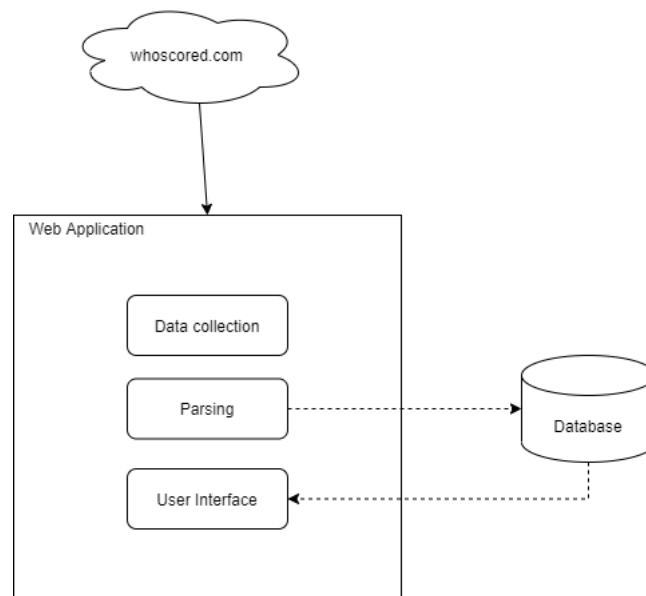 whoscored.com
Web Application
Data collection
Parsing
Database
User Interface